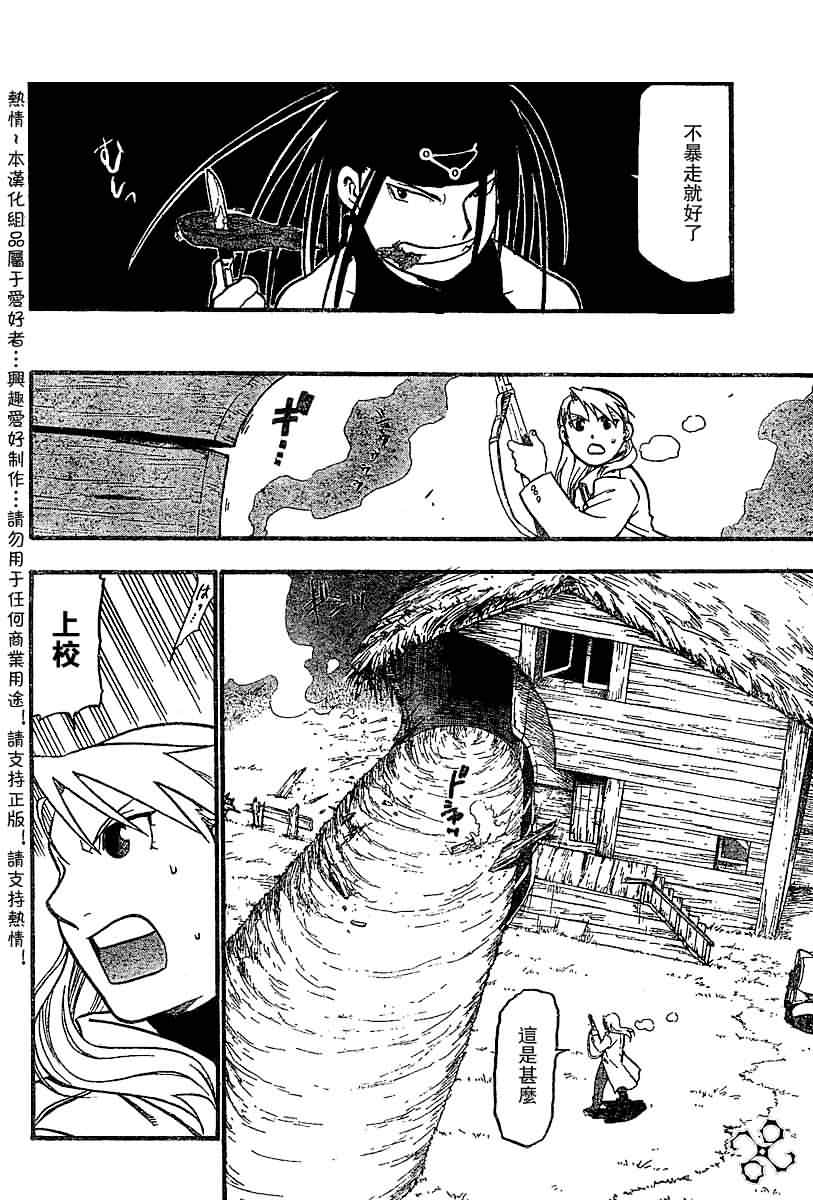 不暴走就好了
むしっ
ギ…
這是甚麼
ドシャッ
はっ…
上校
熱情~本漢化組品屬于愛好者…興趣愛好制作…請勿用于任何商業用途！請支持正版！請支持熱情！